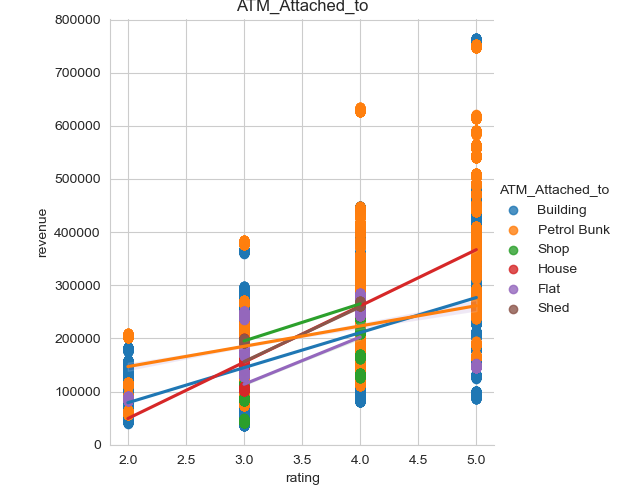 ATM_Attached_to
800000
700000
600000
500000
400000
300000
200000
100000
0
revenue
2.0 2.5 3.0 3.5 4.0 4.5 5.0
rating
ATM_Attached_to
Building
Petrol Bunk
Shop
House
Flat
Shed